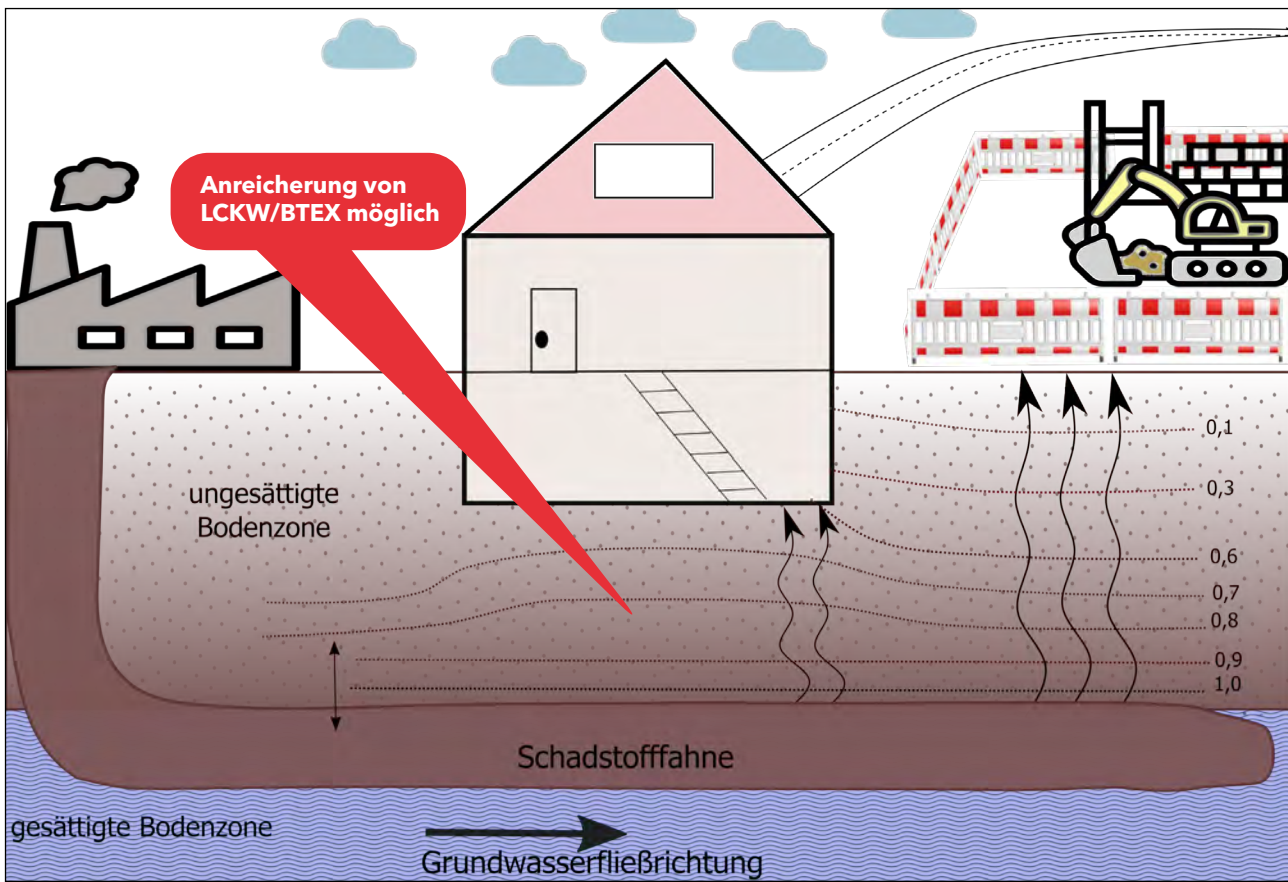 Anreicherung von
LCKW/BTEX möglich
ungesättigte
Bodenzone
0,1
0,3
0,6
0,7
0,8
0,9
1,0
Schadstofffahne
gesättigte Bodenzone
Grundwasserfließrichtung